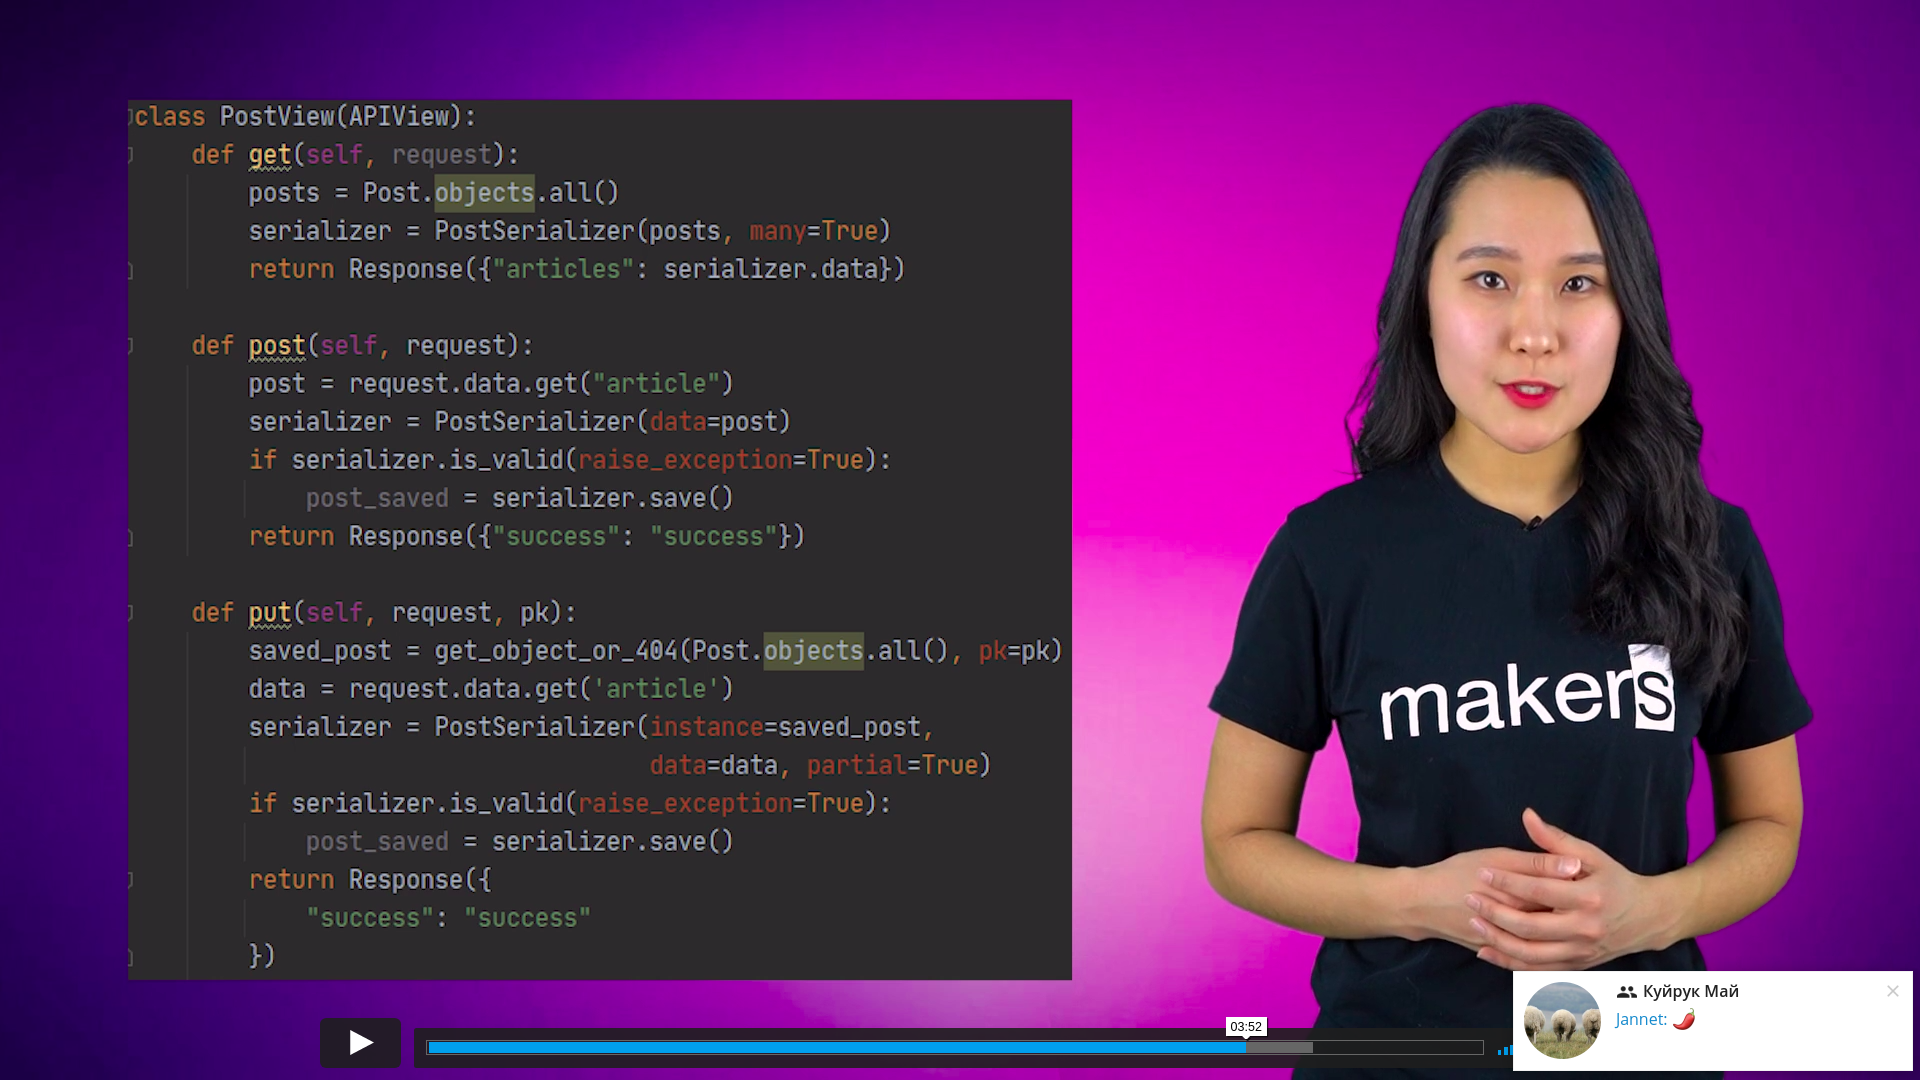 class PostView(APIView):
def get(self, request):
posts = Post.objects.all()
serializer = PostSerializer(posts, many=True)
return Response({"articles": serializer.data})
def post(self, request):
post = request.data.get("article")
serializer = PostSerializer(data=post)
if serializer.is_valid(raise_exception=True):
post_saved = serializer.save()
return Response({"success": "success"})
def put(self, request, pk):
saved_post = get_object_or_404(Post.objects.all(), pk=pk)
data = request.data.get('article')
serializer = PostSerializer(instance=saved_post,
data=data, partial=True)
if serializer.is_valid(raise_exception=True):
post_saved = serializer.save()
return Response({
"success": "success"
})
makers
03:52
Куйрук Май
Jannet: 🌶️